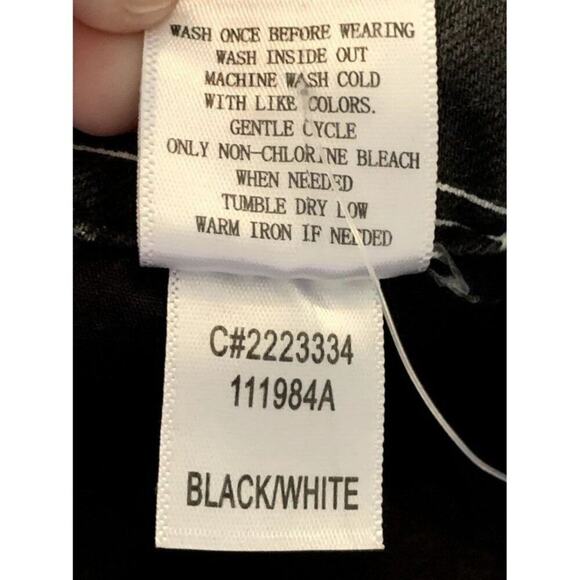 WASH ONCE BEFORE WEARING
WASH INSIDE OUT
MACHINE WASH COLD
WITH LIKE COLORS.
GENTLE CYCLE
ONLY NON-CHLORINE BLEACH
WHEN NEEDED
TUMBLE DRY LOW
WARM IRON IF NEEDED
C#2223334
111984A
BLACK/WHITE